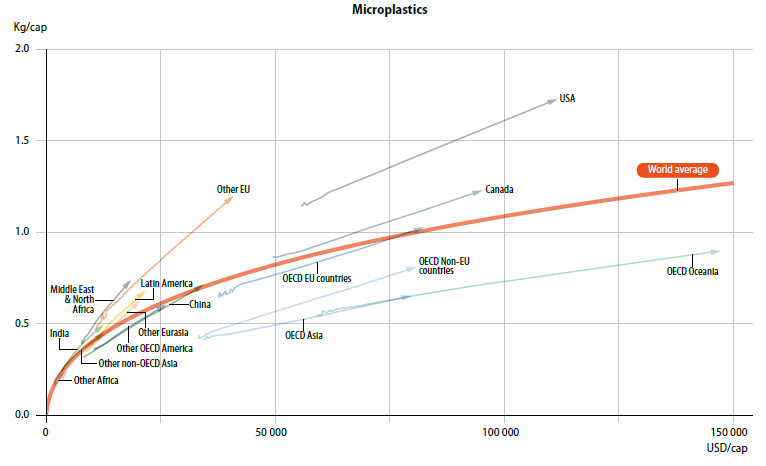 Microplastics
Kg/cap
2.0
USA
1.5
World average
Other EU
Canada
1.0
OECD Non-EU
countries
OECD EU countries
OECD Oceania
Middle East
& North
Africa
Latin America
China
0.5
India
Other Eurasia
OECD Asia
Other OECD America
Other non-OECD Asia
Other Africa
0.0
0
50 000
100 000
150 000
USD/cap